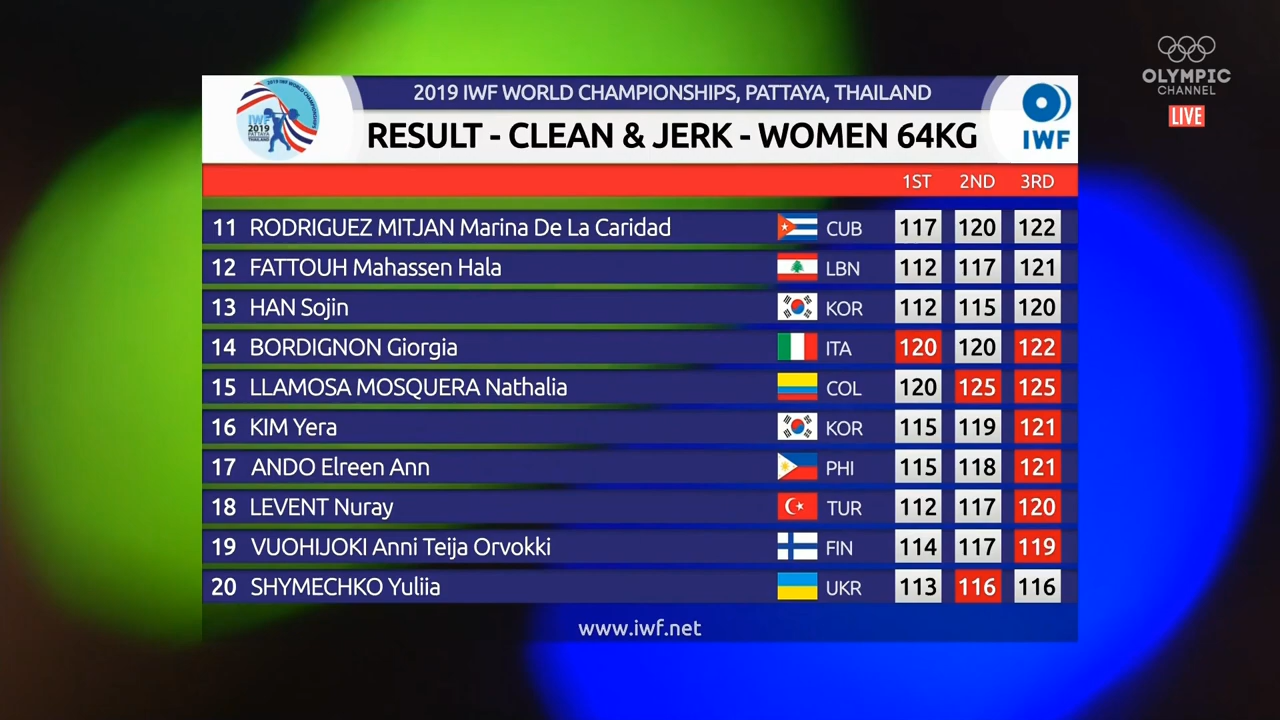 OLYMPIC
CHANNEL
LIVE
2019 IWF WORLD CHAMPIONSHIPS, PATTAYA, THAILAND
RESULT - CLEAN & JERK - WOMEN 64KG
IWF
2019
IWF
1ST 2ND 3RD
11 RODRIGUEZ MITJAN Marina De La Caridad CUB 117 120 122
12 FATTOUH Mahassen Hala LBN 112 117 121
13 HAN Sojin KOR 112 115 120
14 BORDIGNON Giorgia ITA 120 120 122
15 LLAMOSA MOSQUERA Nathalia COL 120 125 125
16 KIM Yera KOR 115 119 121
17 ANDO Elreen Ann PHI 115 118 121
18 LEVENT Nuray TUR 112 117 120
19 VUOHIJOKI Anni Teija Orvokki FIN 114 117 119
20 SHYMECHKO Yuliia UKR 113 116 116
www.iwf.net